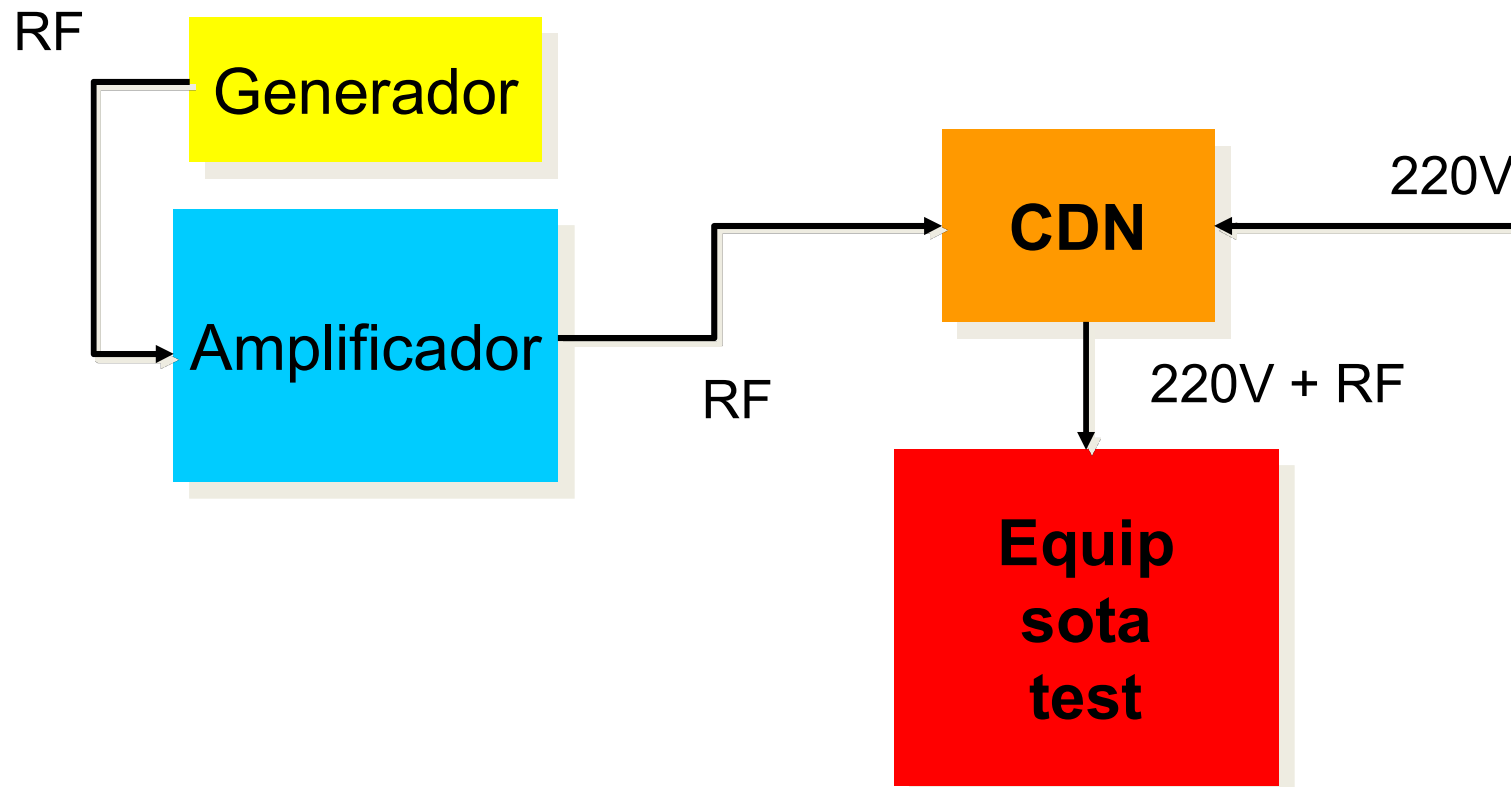 RF
Generador
Amplificador
RF
CDN
220V
220V + RF
Equip
sota
test